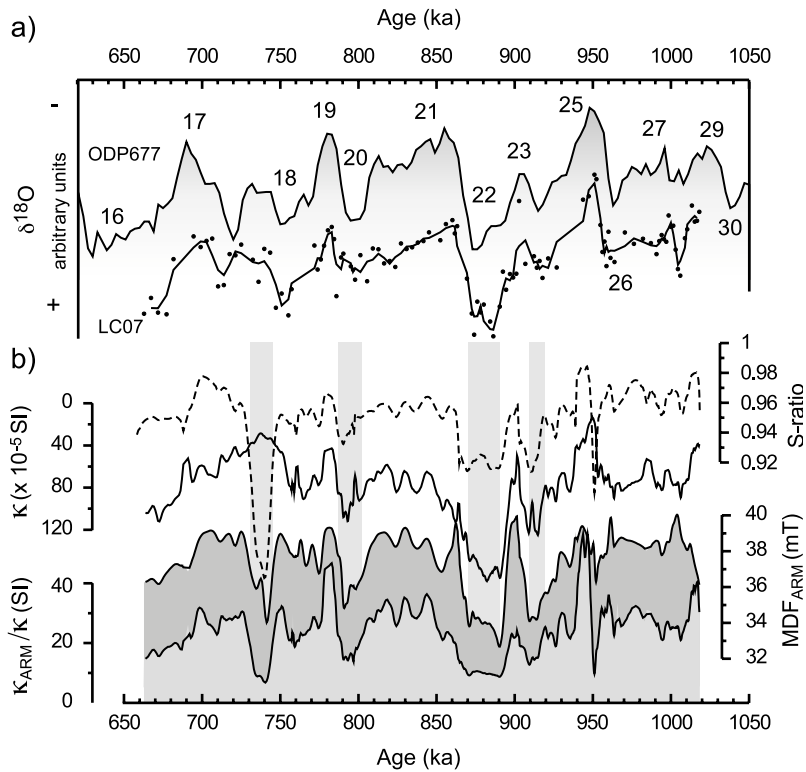 Age (ka)
a)
650 700 750 800 850 900 950 1000 1050
-
17 19 21 25
ODP677
18 20 23 27 29
16 22
δ18O
arbitrary units
30
26
+
LC07
b)
1
0.98
0.96
0.94
0.92
S-ratio
0
40
80
120
κ (x 10-5 SI)
40
38
36
34
32
MDFARM (mT)
40
20
0
κARM/κ (SI)
650 700 750 800 850 900 950 1000
Age (ka)